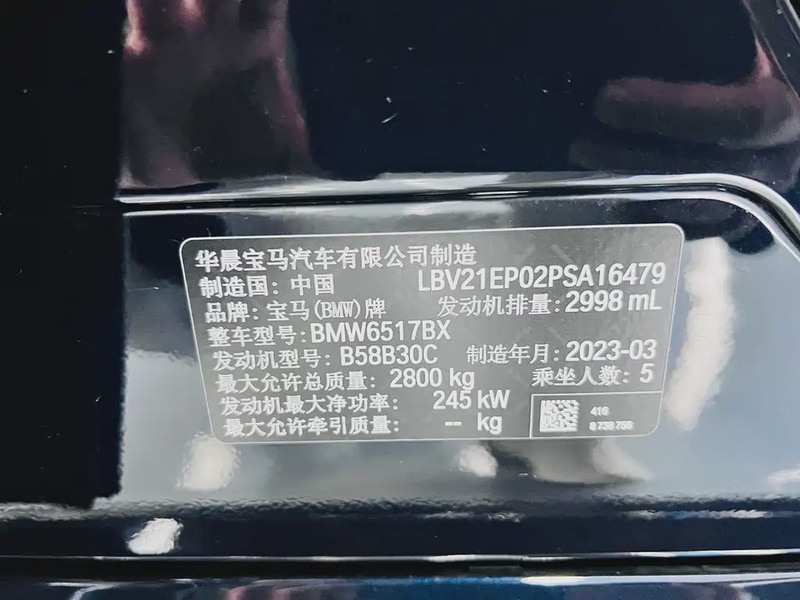 华晨宝马汽车有限公司制造
制造国: 中国 LBV21EP02PSA16479
品牌: 宝马(BMW)牌 发动机排量: 2998 mL
整车型号: BMW6517BX
发动机型号: B58B30C 制造年月: 2023-03
最大允许总质量: 2800 kg 乘坐人数: 5
发动机最大净功率: 245 kW
最大允许牵引质量: -- kg
416